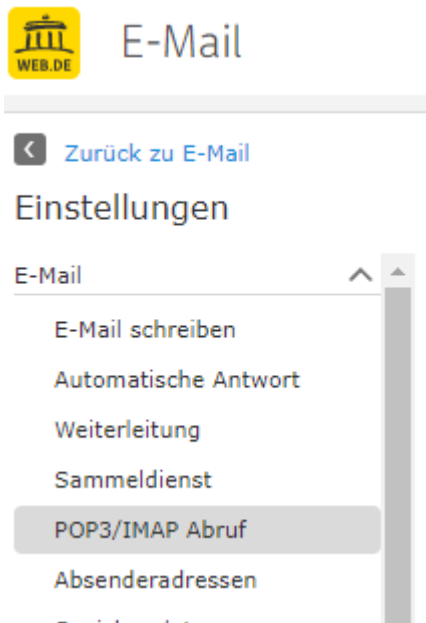 WEB.DE
E-Mail
Zurück zu E-Mail
Einstellungen
E-Mail
E-Mail schreiben
Automatische Antwort
Weiterleitung
Sammeldienst
POP3/IMAP Abruf
Absenderadressen